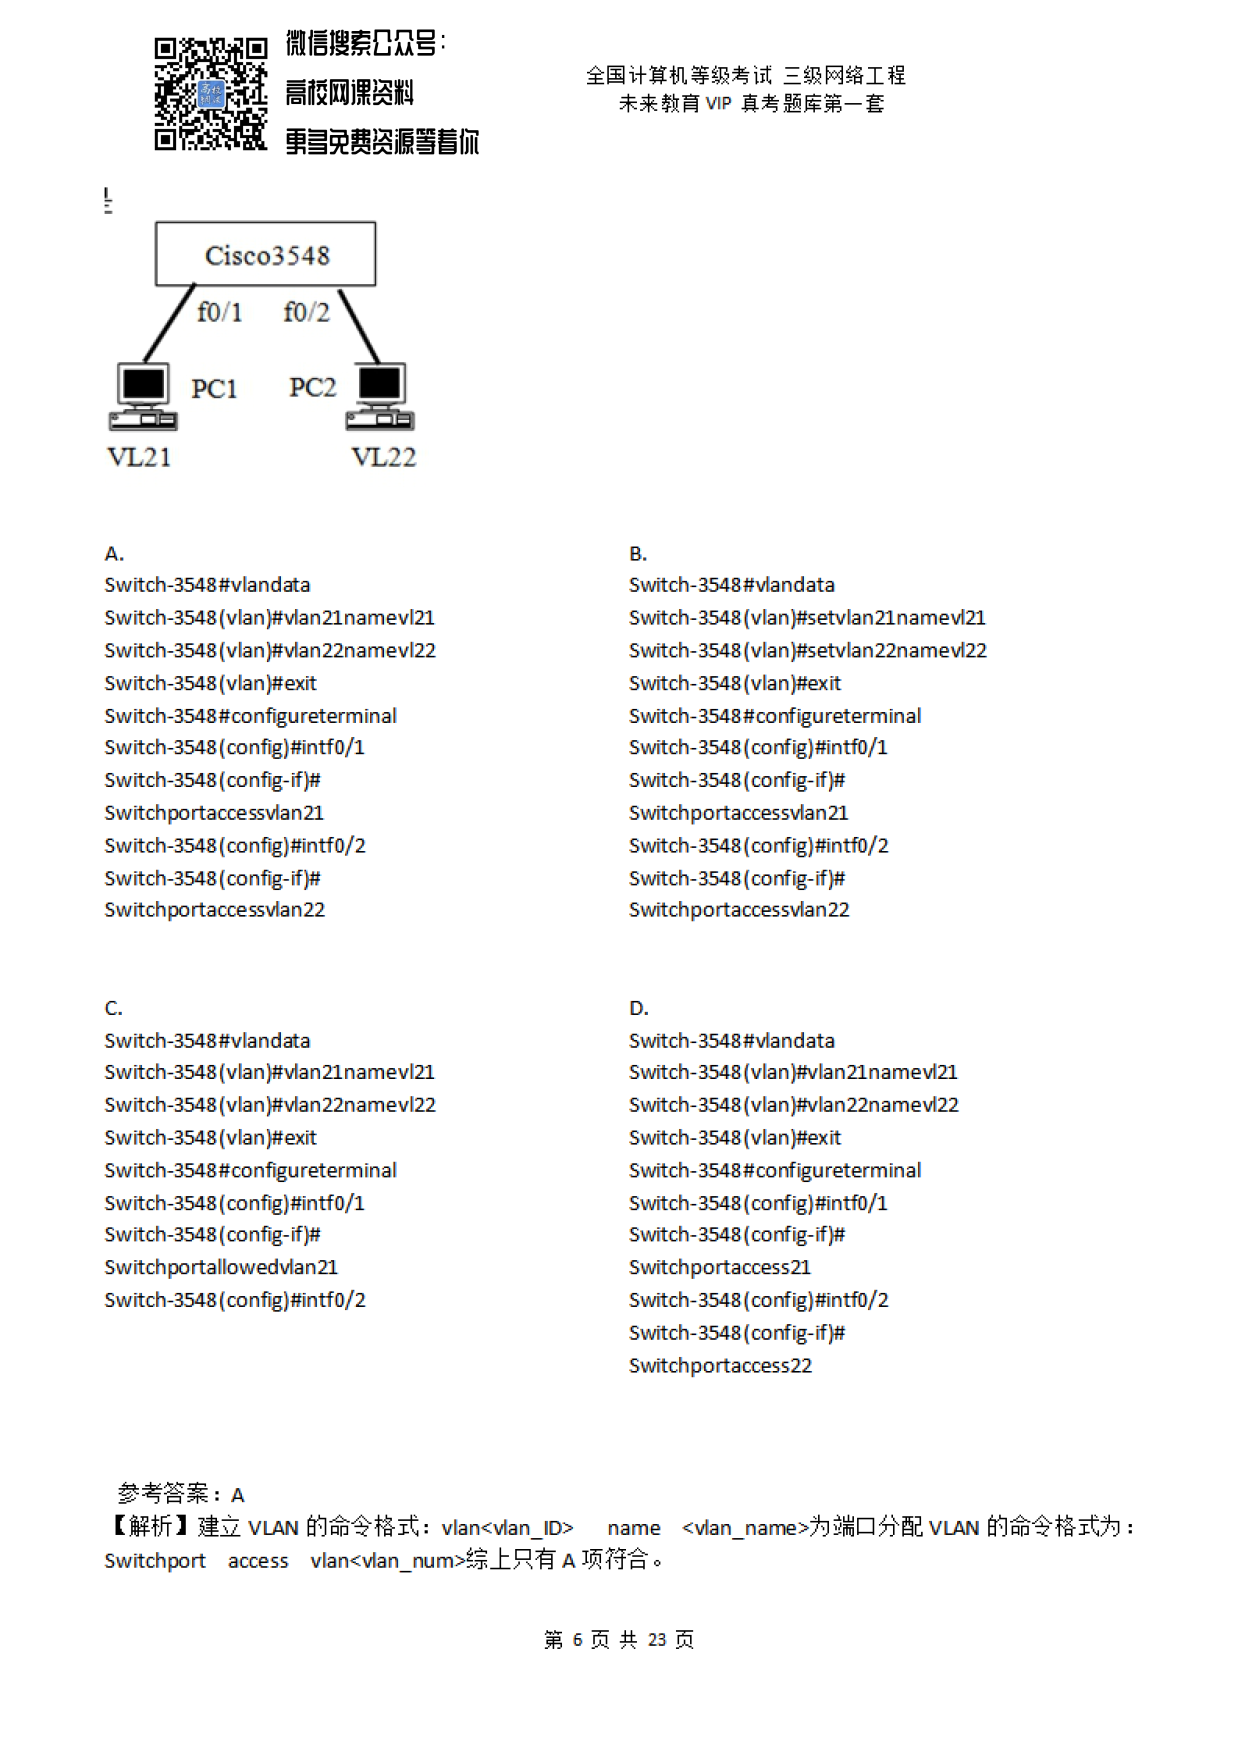 微信搜索公众号：
高校网课资料
更多免费资源等着你
全国计算机等级考试 三级网络工程
未来教育 VIP 真考题库第一套
Cisco3548
f0/1 f0/2
PC1 PC2
VL21 VL22
A.
Switch-3548#vlandata
Switch-3548(vlan)#vlan21namevl21
Switch-3548(vlan)#vlan22namevl22
Switch-3548(vlan)#exit
Switch-3548#configureterminal
Switch-3548(config)#intf0/1
Switch-3548(config-if)#
Switchportaccessvlan21
Switch-3548(config)#intf0/2
Switch-3548(config-if)#
Switchportaccessvlan22
B.
Switch-3548#vlandata
Switch-3548(vlan)#setvlan21namevl21
Switch-3548(vlan)#setvlan22namevl22
Switch-3548(vlan)#exit
Switch-3548#configureterminal
Switch-3548(config)#intf0/1
Switch-3548(config-if)#
Switchportaccessvlan21
Switch-3548(config)#intf0/2
Switch-3548(config-if)#
Switchportaccessvlan22
C.
Switch-3548#vlandata
Switch-3548(vlan)#vlan21namevl21
Switch-3548(vlan)#vlan22namevl22
Switch-3548(vlan)#exit
Switch-3548#configureterminal
Switch-3548(config)#intf0/1
Switch-3548(config-if)#
Switchportallowedvlan21
Switch-3548(config)#intf0/2
D.
Switch-3548#vlandata
Switch-3548(vlan)#vlan21namevl21
Switch-3548(vlan)#vlan22namevl22
Switch-3548(vlan)#exit
Switch-3548#configureterminal
Switch-3548(config)#intf0/1
Switch-3548(config-if)#
Switchportaccess21
Switch-3548(config)#intf0/2
Switch-3548(config-if)#
Switchportaccess22
参考答案：A
【解析】建立 VLAN 的命令格式：vlan<vlan_ID> name <vlan_name>为端口分配 VLAN 的命令格式为：
Switchport access vlan<vlan_num>综上只有 A 项符合。
第 6 页 共 23 页